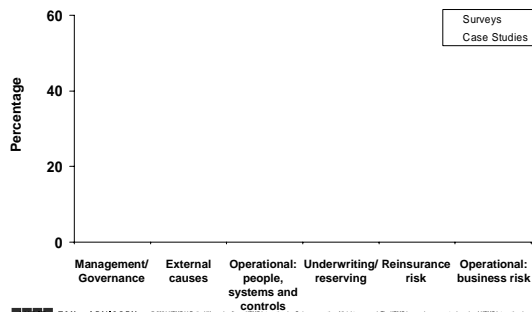 60
Surveys
Case Studies
Percentage
40
20
0
Management/ External Operational: Underwriting/ Reinsurance Operational:
Governance causes people, reserving risk business risk
systems and
controls